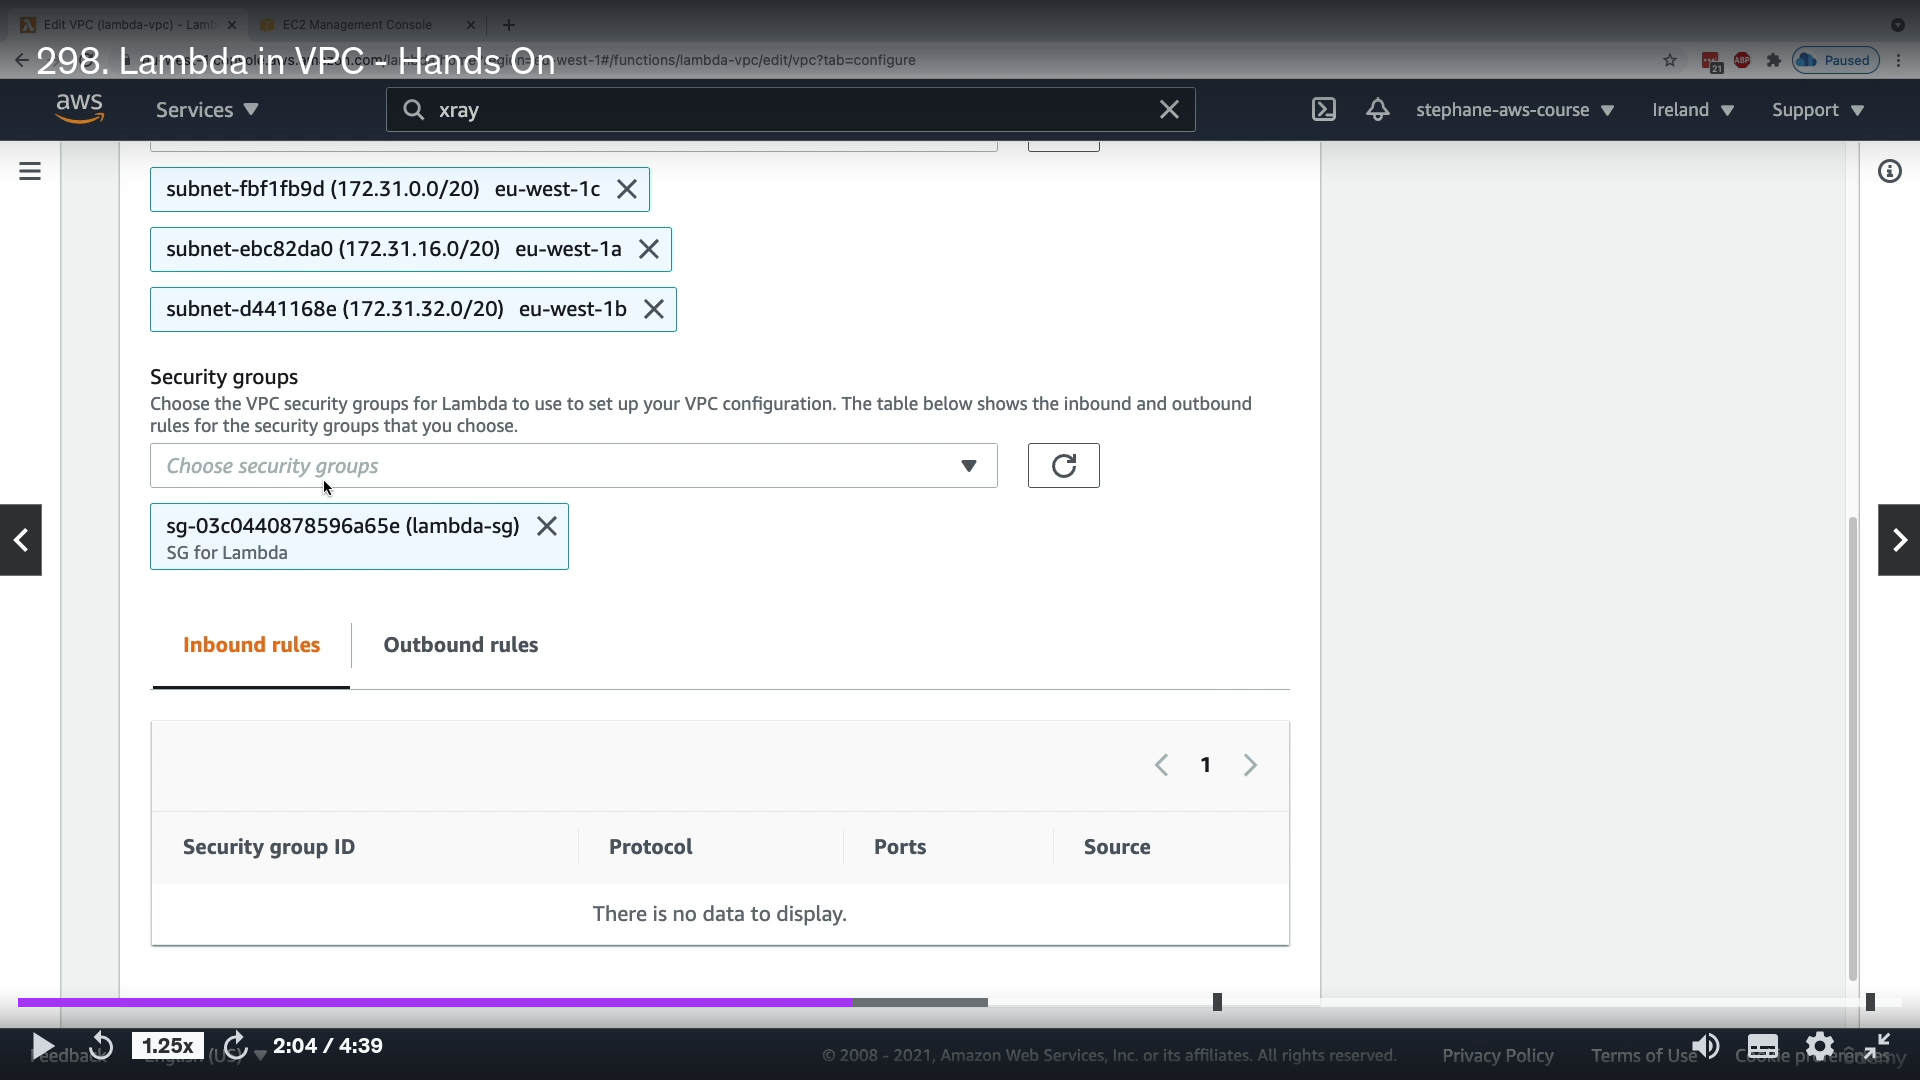 Edit VPC (lambda-vpc) - Lamb
EC2 Management Console
298. Lambda in VPC - Hands On
west-1#/functions/lambda-vpc/edit/vpc?tab=configure
21
ABP
Paused
aws
Services
xray
stephane-aws-course
Ireland
Support
subnet-fbf1fb9d (172.31.0.0/20) eu-west-1c
subnet-ebc82da0 (172.31.16.0/20) eu-west-1a
subnet-d441168e (172.31.32.0/20) eu-west-1b
Security groups
Choose the VPC security groups for Lambda to use to set up your VPC configuration. The table below shows the inbound and outbound
rules for the security groups that you choose.
Choose security groups
sg-03c0440878596a65e (lambda-sg)
SG for Lambda
Inbound rules
Outbound rules
1
Security group ID
Protocol
Ports
Source
There is no data to display.
1.25x
2:04 / 4:39
Feedback
English (US)
© 2008 - 2021, Amazon Web Services, Inc. or its affiliates. All rights reserved.
Privacy Policy
Terms of Use
Cookie preferences